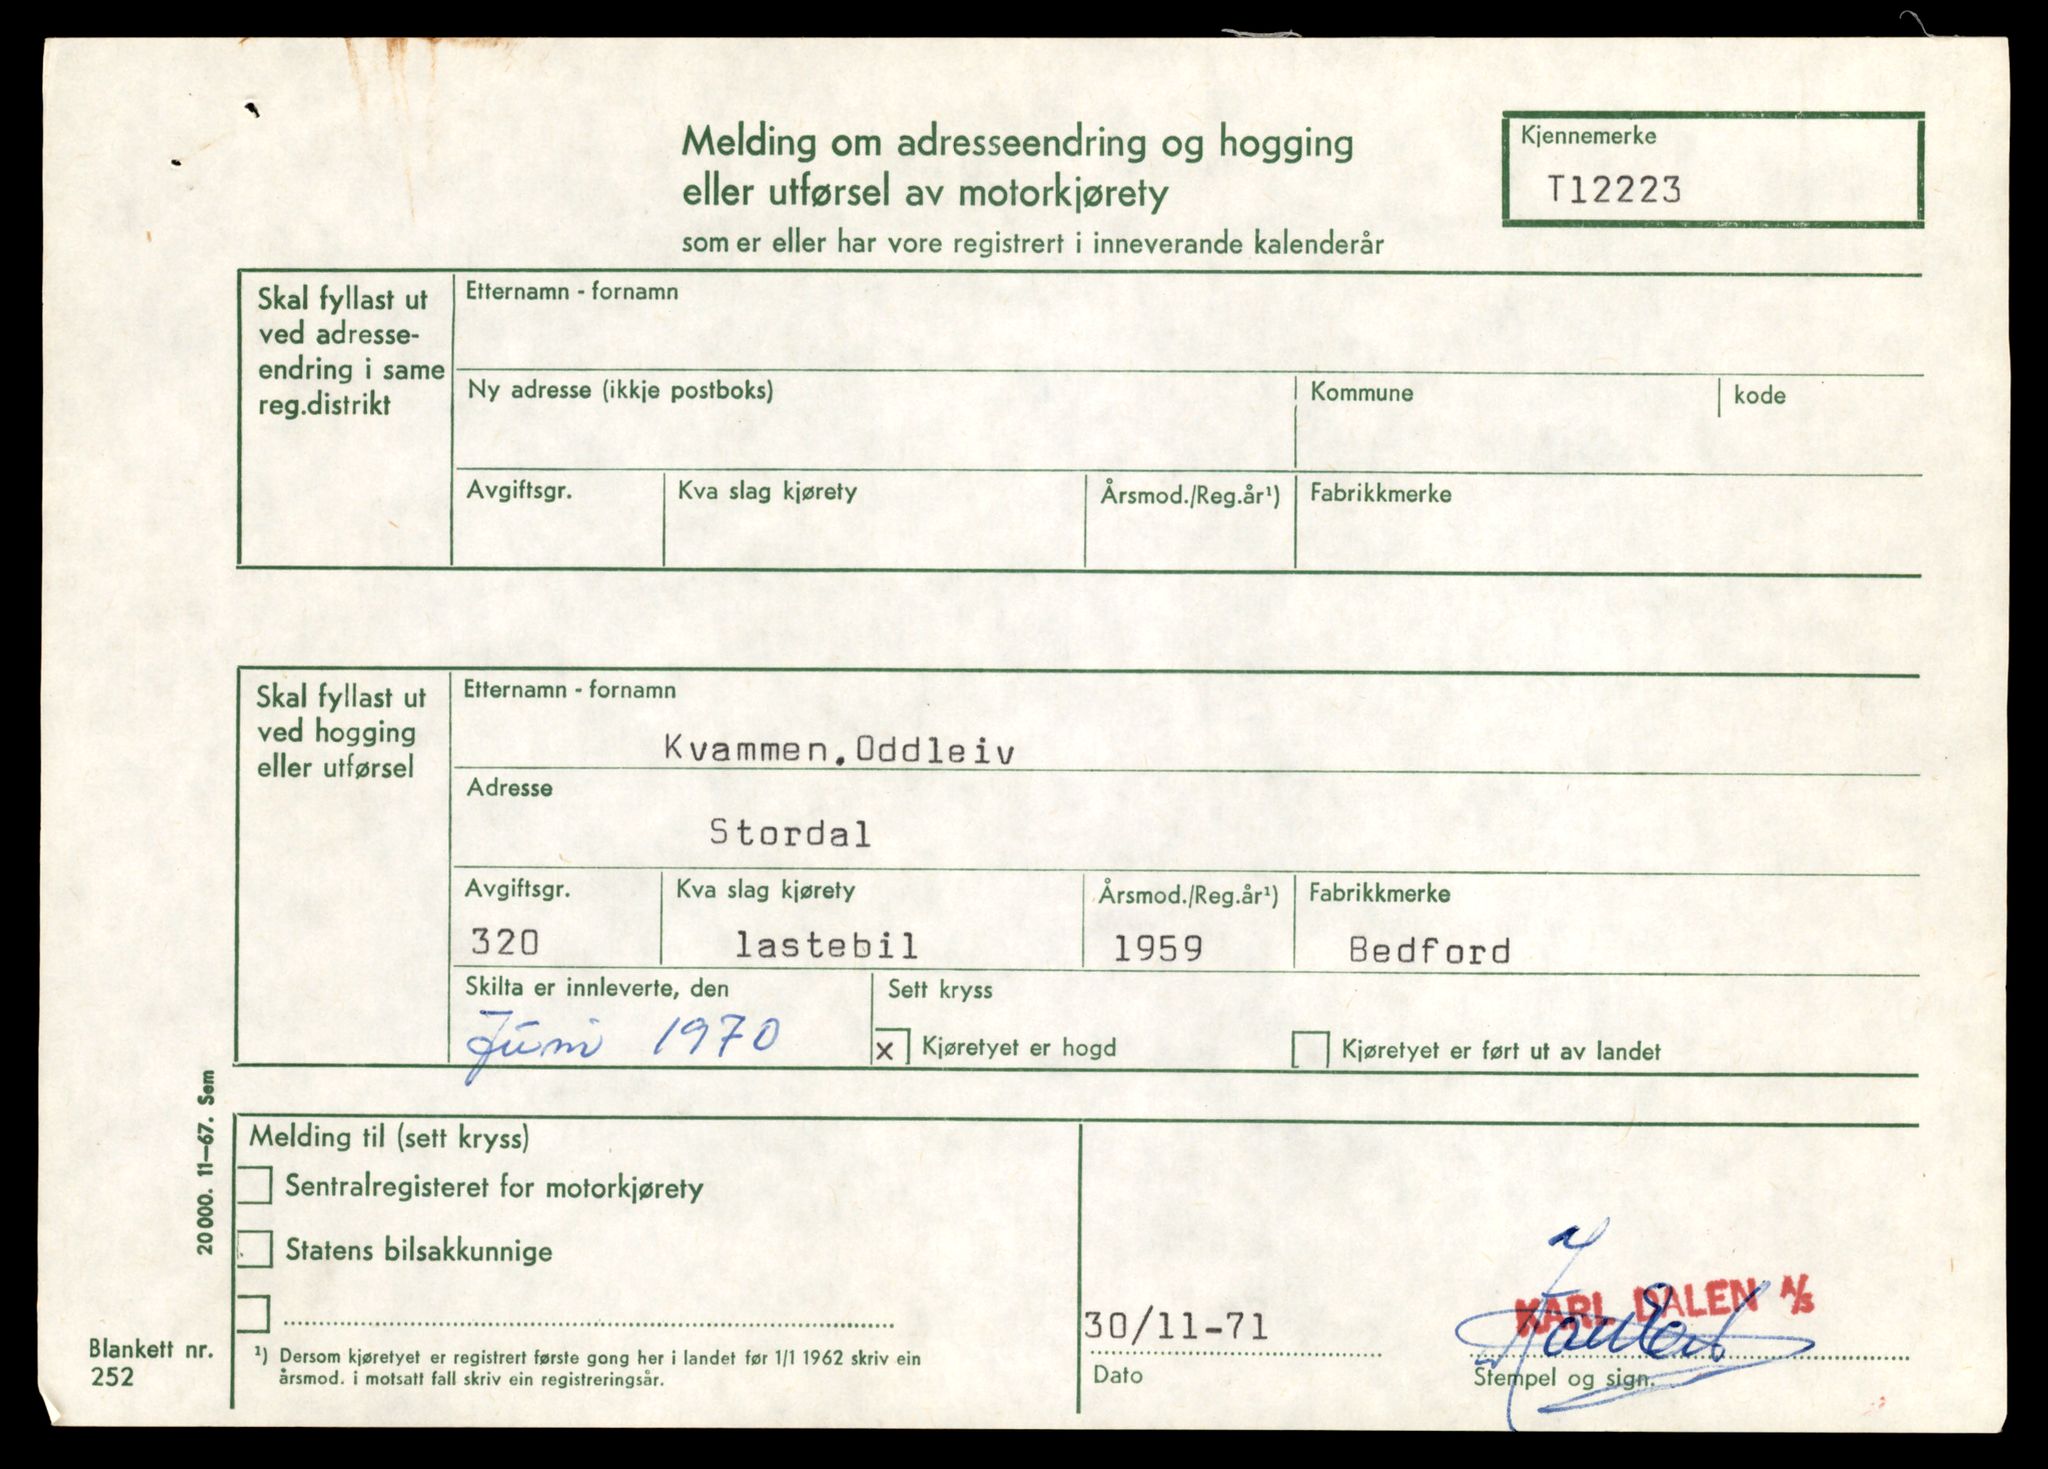 Melding om adresseendring og hogging
eller utførsel av motorkjørety
som er eller har vore registrert i inneverande kalenderår
Kjennemerke
T12223
Skal fyllast ut
ved adresse-
endring i same
reg.distrikt
Etternamn - fornamn
Ny adresse (ikkje postboks)
Kommune
kode
Avgiftsgr.
Kva slag kjørety
Årsmod./Reg.år¹)
Fabrikkmerke
Skal fyllast ut
ved hogging
eller utførsel
Etternamn - fornamn
Kvammen.Oddleiv
Adresse
Stordal
Avgiftsgr.
Kva slag kjørety
Årsmod./Reg.år¹)
Fabrikkmerke
320
lastebil
1959
Bedford
Skilta er innleverte, den
Juni 1970
Sett kryss
x Kjøretyet er hogd
Kjøretyet er ført ut av landet
Melding til (sett kryss)
Sentralregisteret for motorkjørety
Statens bilsakkunnige
¹) Dersom kjøretyet er registrert første gong her i landet før 1/1 1962 skriv ein
årsmod. i motsatt fall skriv ein registreringsår.
30/11-71
Dato
KARL DALEN A/S
Stempel og sign.
20 000. 11–67. Sem
Blankett nr.
252